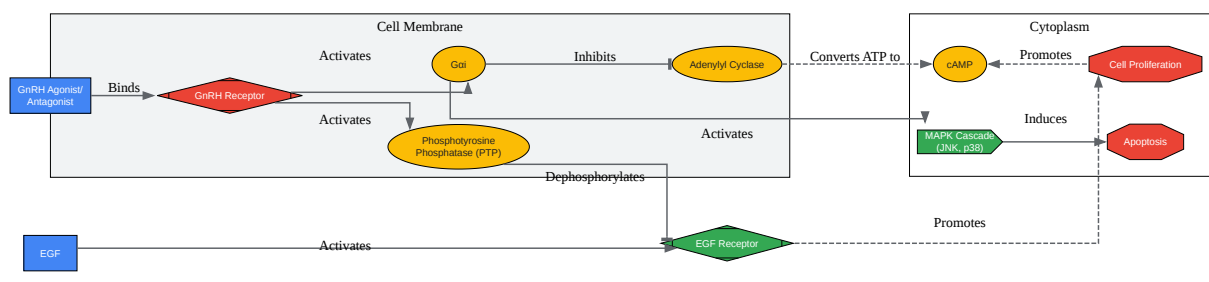 Cell Membrane
Cytoplasm
Activates
Gαi
Inhibits
Adenylyl Cyclase
Converts ATP to
cAMP
Promotes
Cell Proliferation
GnRH Agonist/
Antagonist
Binds
GnRH Receptor
Activates
Phosphotyrosine
Phosphatase (PTP)
Activates
MAPK Cascade
(JNK, p38)
Induces
Apoptosis
Dephosphorylates
EGF
Activates
EGF Receptor
Promotes